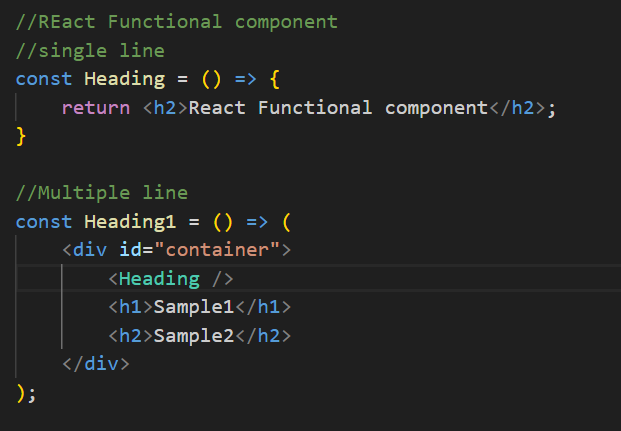 //REact Functional component
//single line
const Heading = () => {
    return <h2>React Functional component</h2>;
}
//Multiple line
const Heading1 = () => (
    <div id="container">
        <Heading />
        <h1>Sample1</h1>
        <h2>Sample2</h2>
    </div>
);